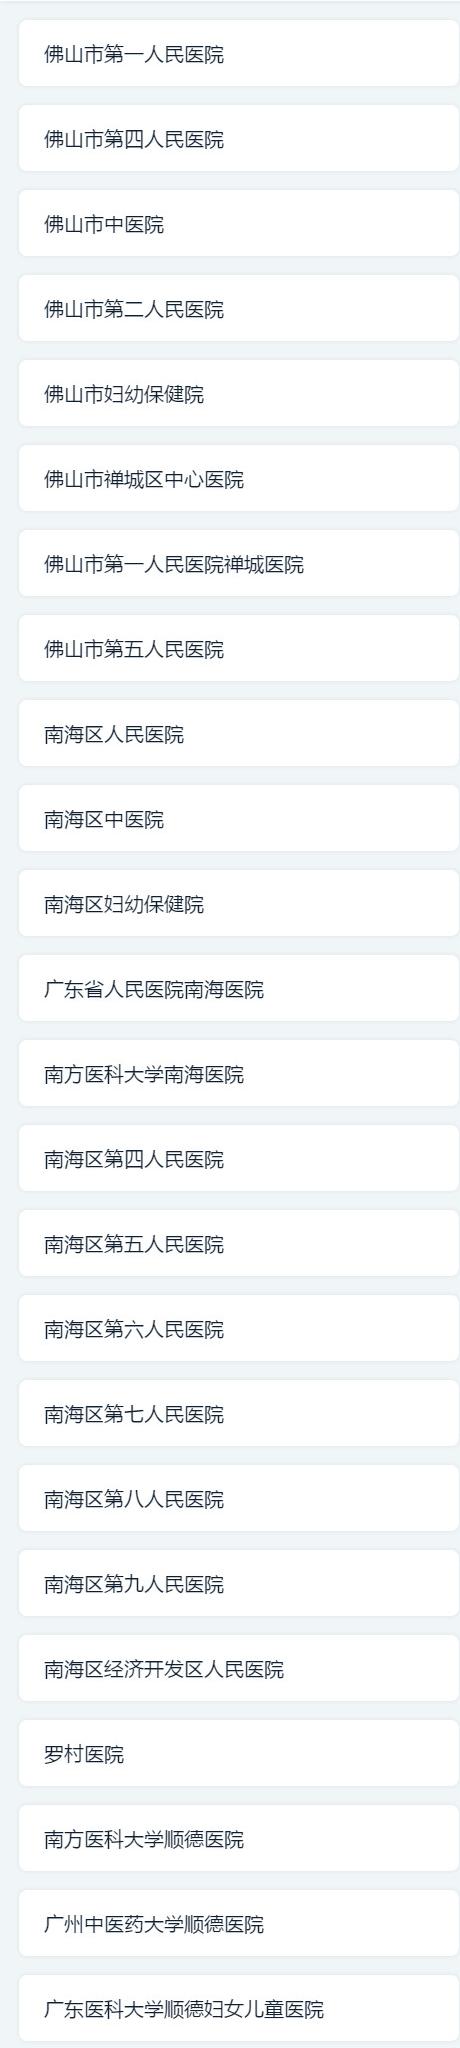 佛山市第一人民医院
佛山市第四人民医院
佛山市中医院
佛山市第二人民医院
佛山市妇幼保健院
佛山市禅城区中心医院
佛山市第一人民医院禅城医院
佛山市第五人民医院
南海区人民医院
南海区中医院
南海区妇幼保健院
广东省人民医院南海医院
南方医科大学南海医院
南海区第四人民医院
南海区第五人民医院
南海区第六人民医院
南海区第七人民医院
南海区第八人民医院
南海区第九人民医院
南海区经济开发区人民医院
罗村医院
南方医科大学顺德医院
广州中医药大学顺德医院
广东医科大学顺德妇女儿童医院